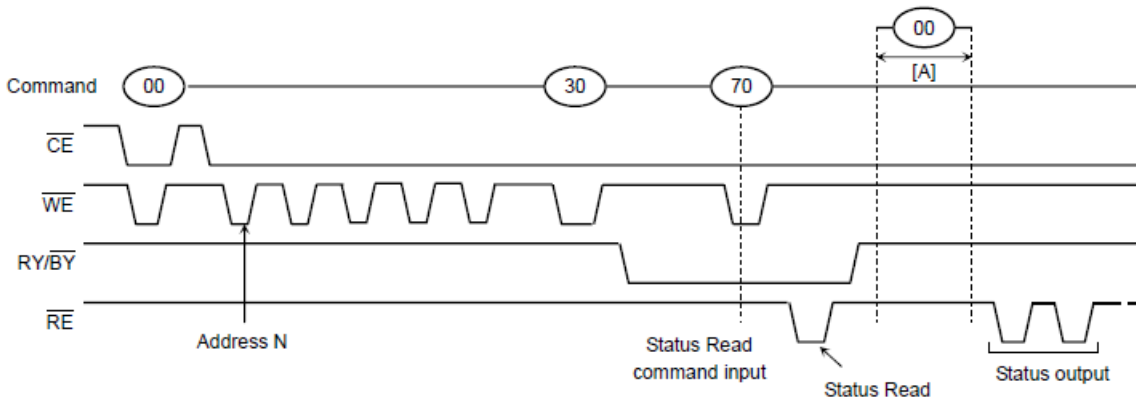 00
[A]
Command 00 30 70
CE
WE
RY/BY
RE
Address N
Status Read
command input
Status Read
Status output